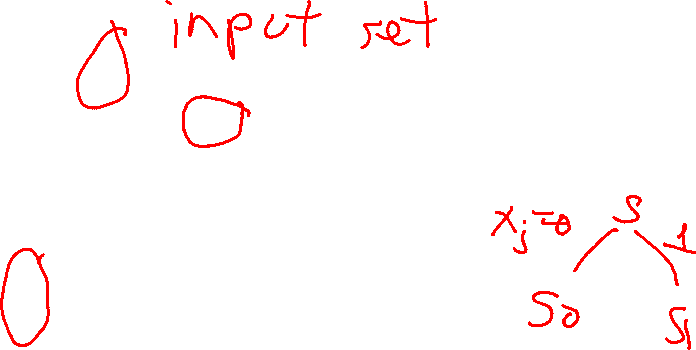 input set
S
x_j=0 1
S0 S1